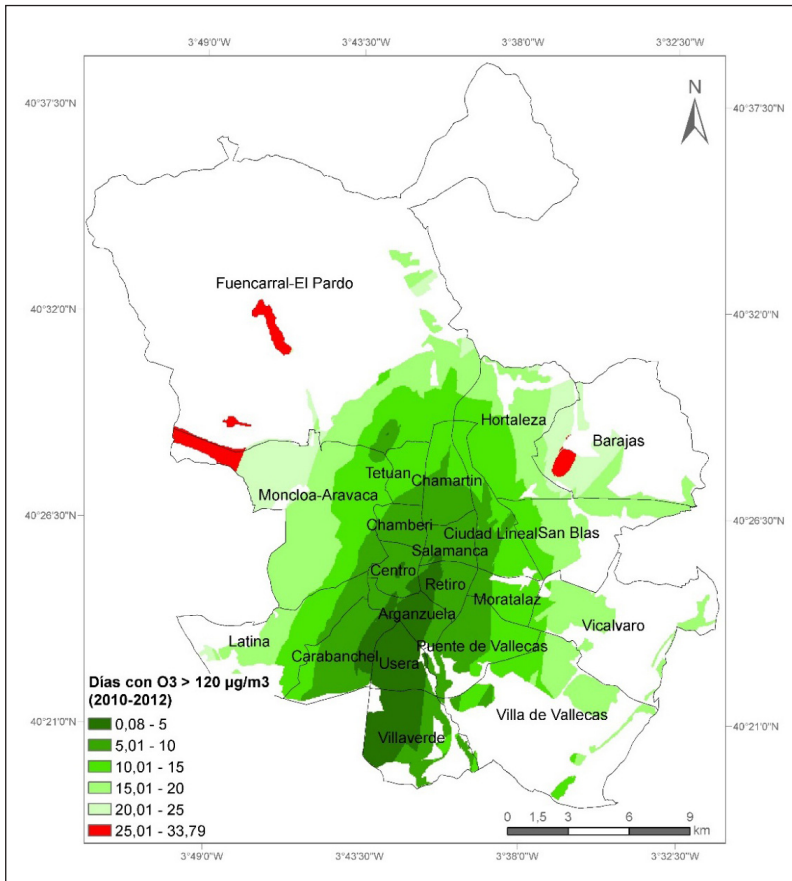 3°49'0"W 3°43'30"W 3°38'0"W 3°32'30"W
40°37'30"N 40°37'30"N
N
Fuencarral-El Pardo
40°32'0"N 40°32'0"N
Hortaleza
Barajas
Tetuan
Chamartin
Moncloa-Aravaca
40°26'30"N 40°26'30"N
Chamberi
Ciudad Lineal
San Blas
Salamanca
Centro
Retiro
Moratalaz
Arganzuela
Vicalvaro
Latina
Puente de Vallecas
Carabanchel
Usera
Días con O3 > 120 µg/m3
(2010-2012)
0,08 - 5
5,01 - 10
10,01 - 15
15,01 - 20
20,01 - 25
25,01 - 33,79
40°21'0"N 40°21'0"N
Villa de Vallecas
Villaverde
0 1,5 3 6 9
km
3°49'0"W 3°43'30"W 3°38'0"W 3°32'30"W